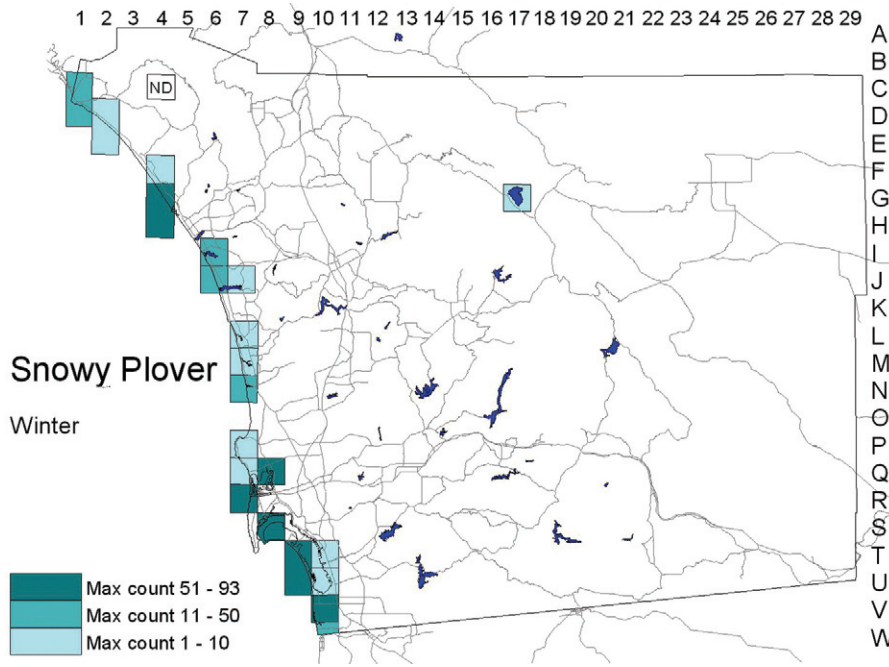 1 2 4 5 6 7 8 9 10 11 12 13 14 15 16 17 18 19 20 21 22 23 24 25 26 27 28 29
A
B
C
ND
D
E
F
G
H
I
J
K
L
Snowy Plover
M
N
Winter
O
P
Q
R
S
T
Max count 51 - 93
U
Max count 11 - 50
V
Max count 1 - 10
W